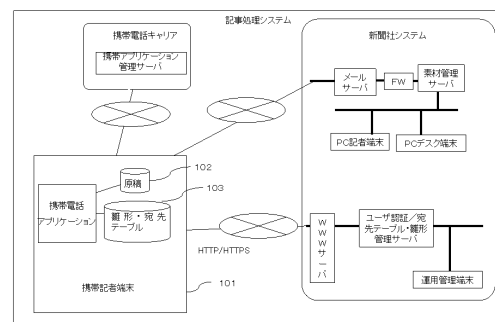 記事処理システム
携帯電話キャリア
携帯アプリケーション
管理サーバ
新聞社システム
メール
サーバ
FW
素材管理
サーバ
PC記者端末
PCデスク端末
102
原稿
103
携帯電話
アプリケーション
雛形・宛先
テーブル
HTTP/HTTPS
WWWサーバ
ユーザ認証／宛
先テーブル・雛形
管理サーバ
運用管理端末
携帯記者端末
101